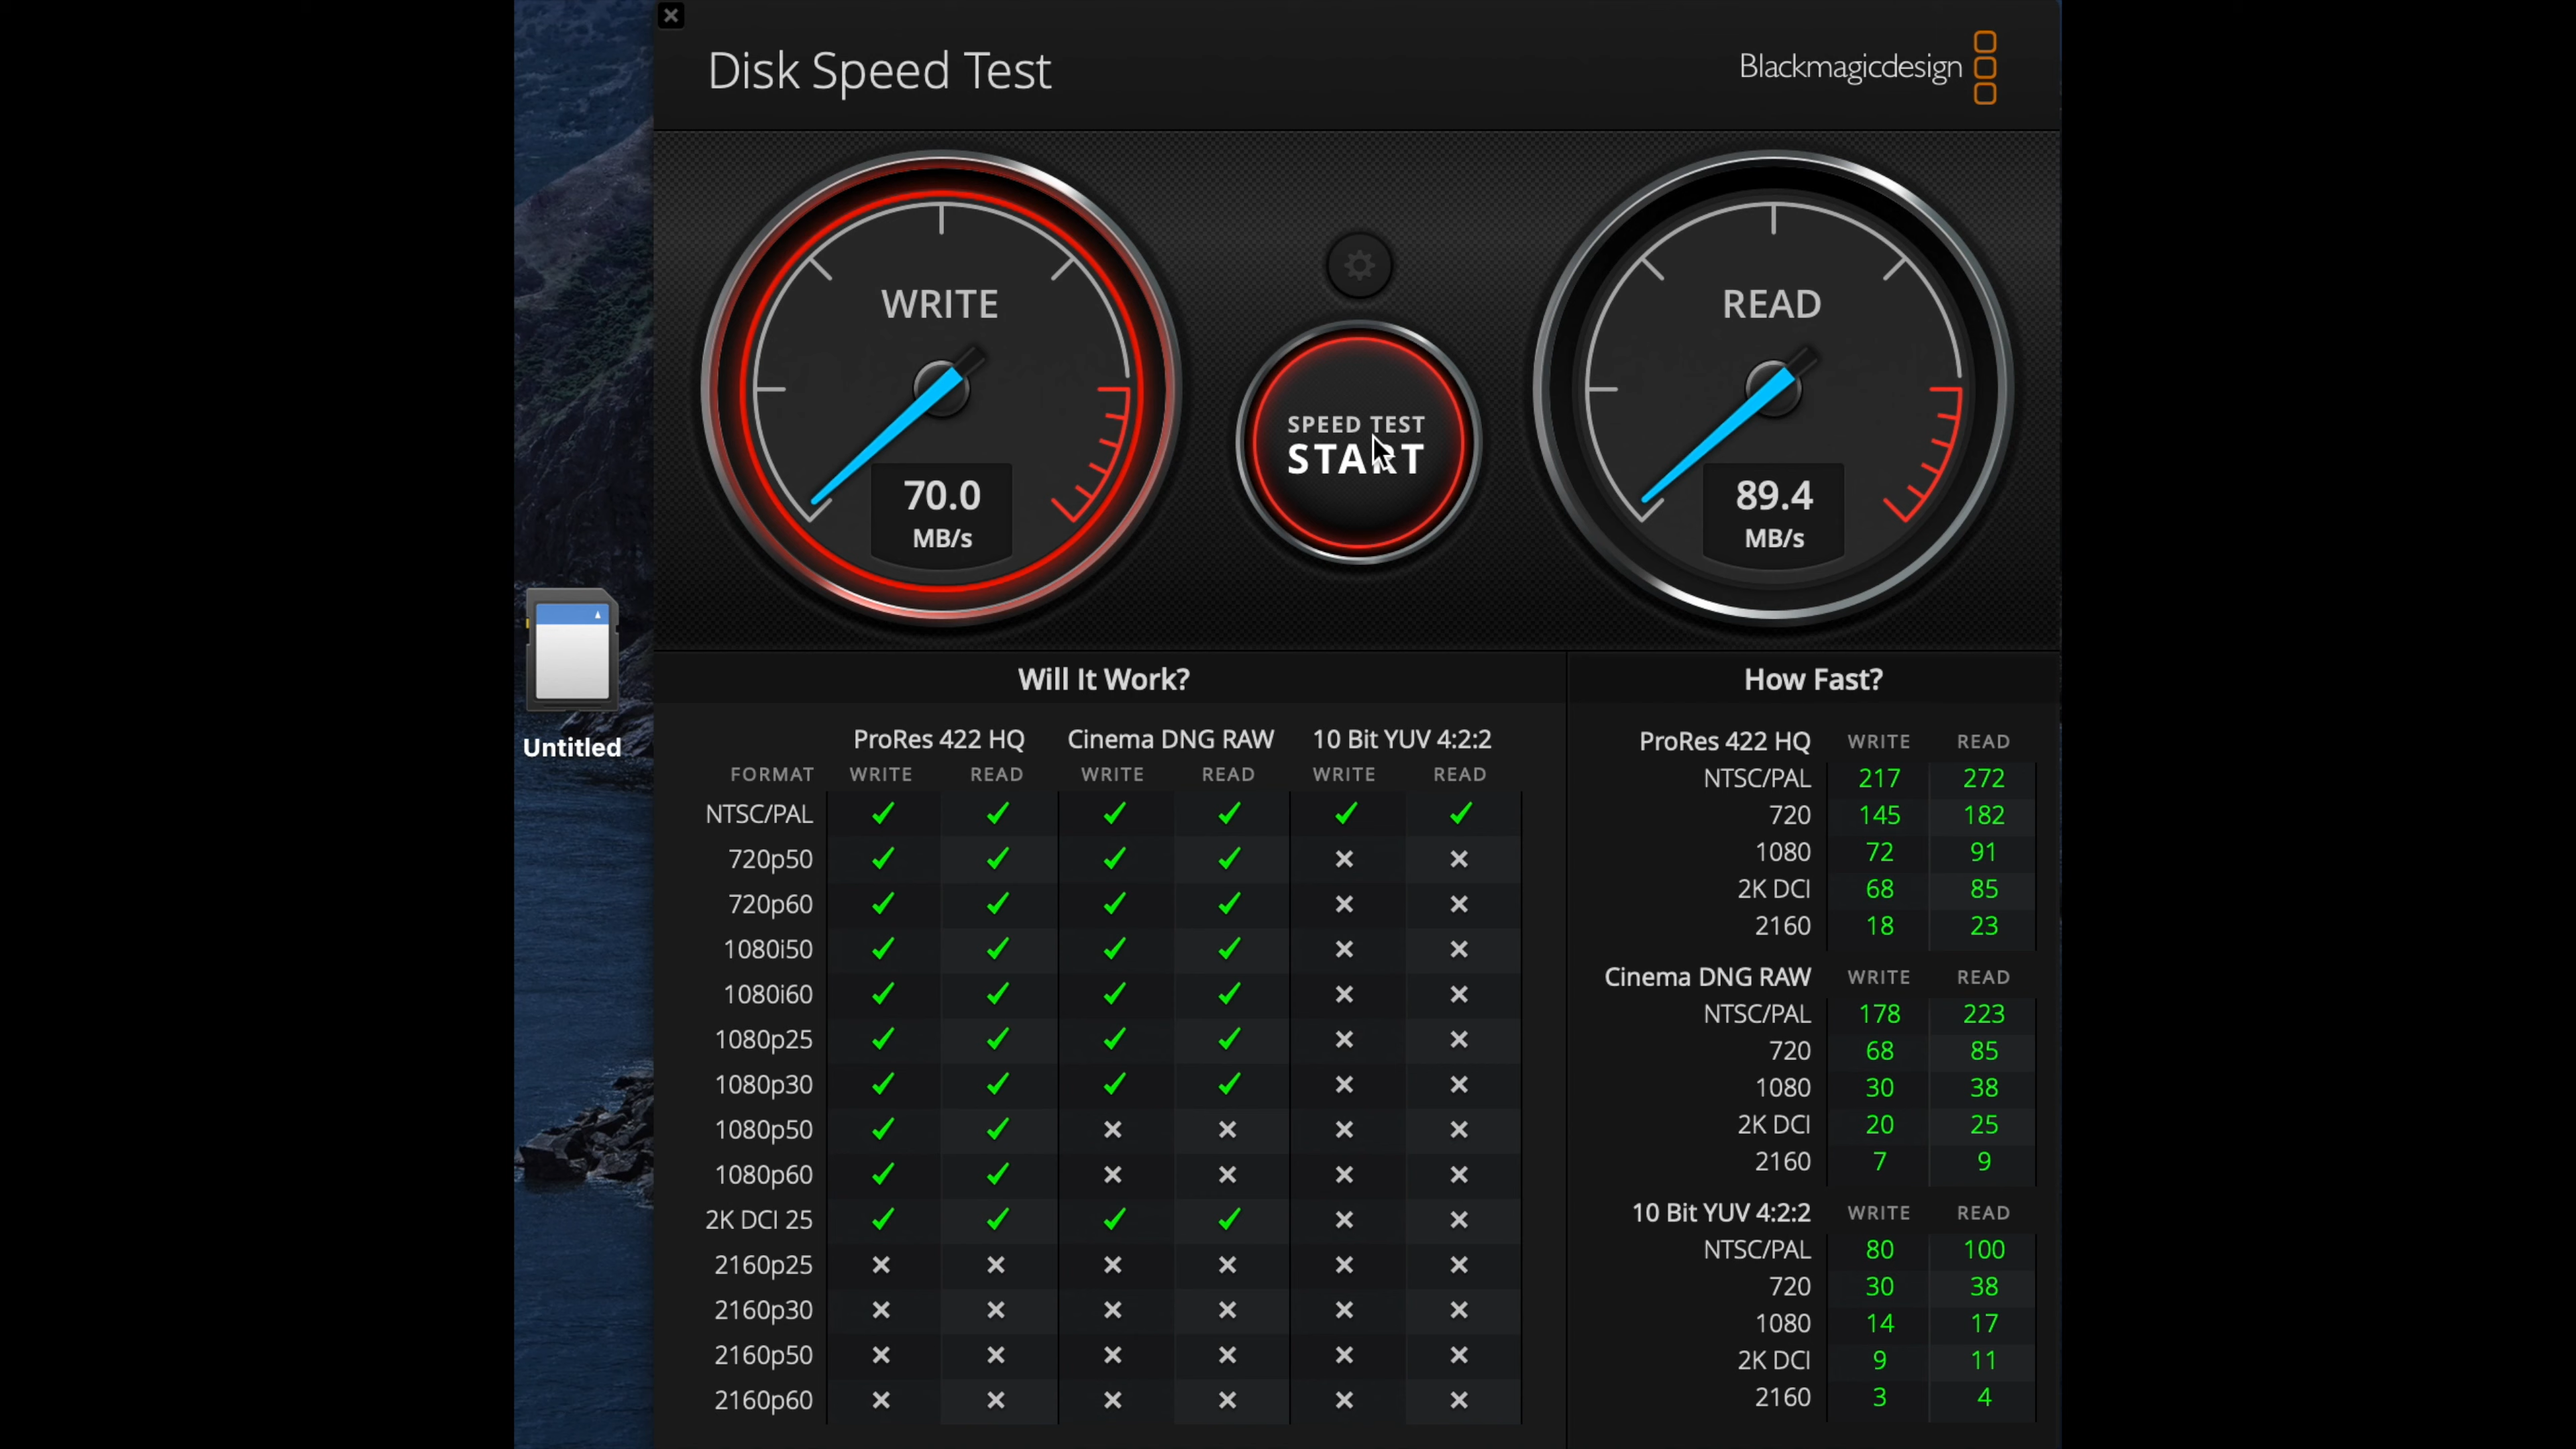 Disk Speed Test
Blackmagicdesign
WRITE
70.0
MB/s
SPEED TEST
START
READ
89.4
MB/s
Untitled
Will It Work?
ProRes 422 HQ Cinema DNG RAW 10 Bit YUV 4:2:2
FORMAT WRITE READ WRITE READ WRITE READ
NTSC/PAL
720p50
720p60
1080i50
1080i60
1080p25
1080p30
1080p50
1080p60
2K DCI 25
2160p25
2160p30
2160p50
2160p60
How Fast?
ProRes 422 HQ WRITE READ
NTSC/PAL 217 272
720 145 182
1080 72 91
2K DCI 68 85
2160 18 23
Cinema DNG RAW WRITE READ
NTSC/PAL 178 223
720 68 85
1080 30 38
2K DCI 20 25
2160 7 9
10 Bit YUV 4:2:2 WRITE READ
NTSC/PAL 80 100
720 30 38
1080 14 17
2K DCI 9 11
2160 3 4